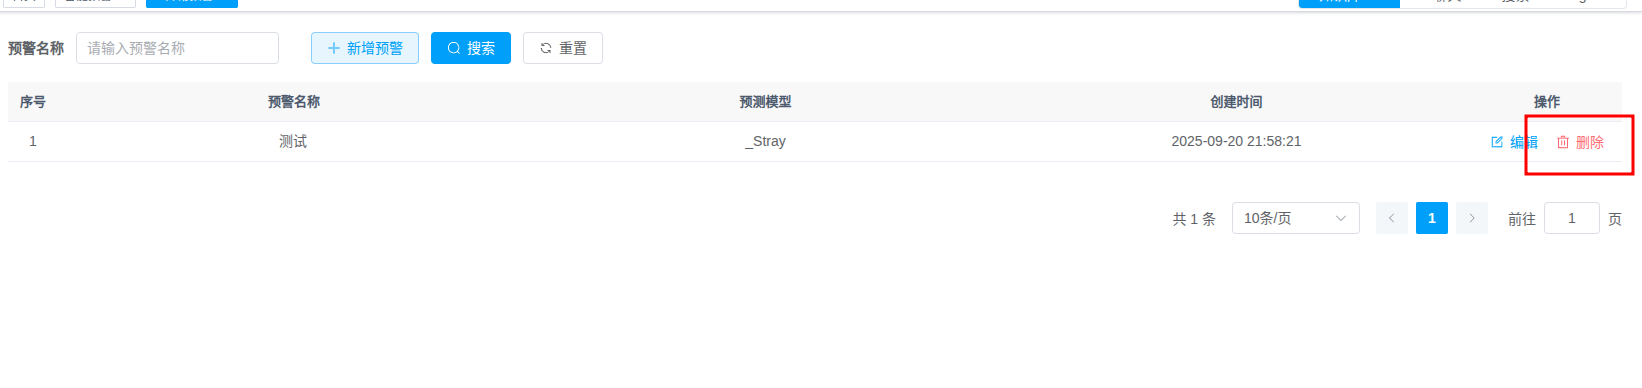 预警名称 请输入预警名称 新增预警 搜索 重置
序号 预警名称 预测模型 创建时间 操作
1 测试 _Stray 2025-09-20 21:58:21 编辑 删除
共 1 条 10条/页 1 前往 1 页